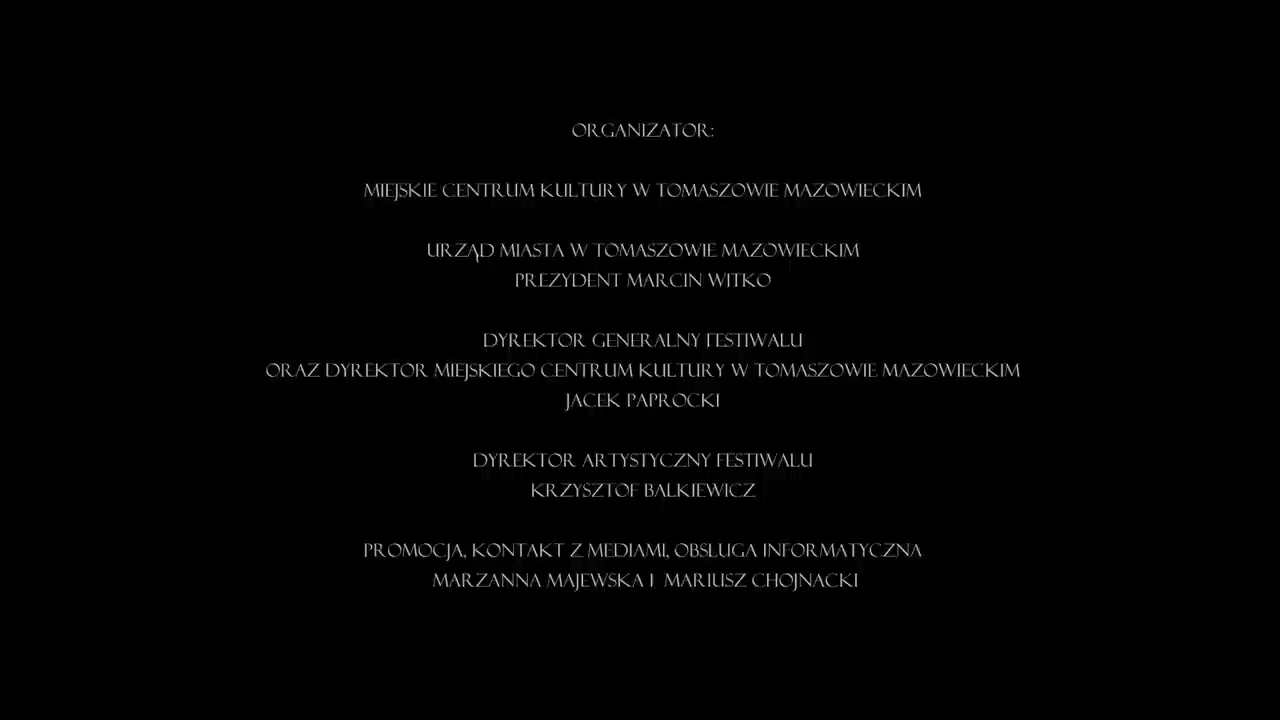 ORGANIZATOR:
MIEJSKIE CENTRUM KULTURY W TOMASZOWIE MAZOWIECKIM
URZĄD MIASTA W TOMASZOWIE MAZOWIECKIM
PREZYDENT MARCIN WITKO
DYREKTOR GENERALNY FESTIWALU
ORAZ DYREKTOR MIEJSKIEGO CENTRUM KULTURY W TOMASZOWIE MAZOWIECKIM
JACEK PAPROCKI
DYREKTOR ARTYSTYCZNY FESTIWALU
KRZYSZTOF BALKIEWICZ
PROMOCJA, KONTAKT Z MEDIAMI, OBSLUGA INFORMATYCZNA
MARZANNA MAJEWSKA I MARIUSZ CHOJNACKI